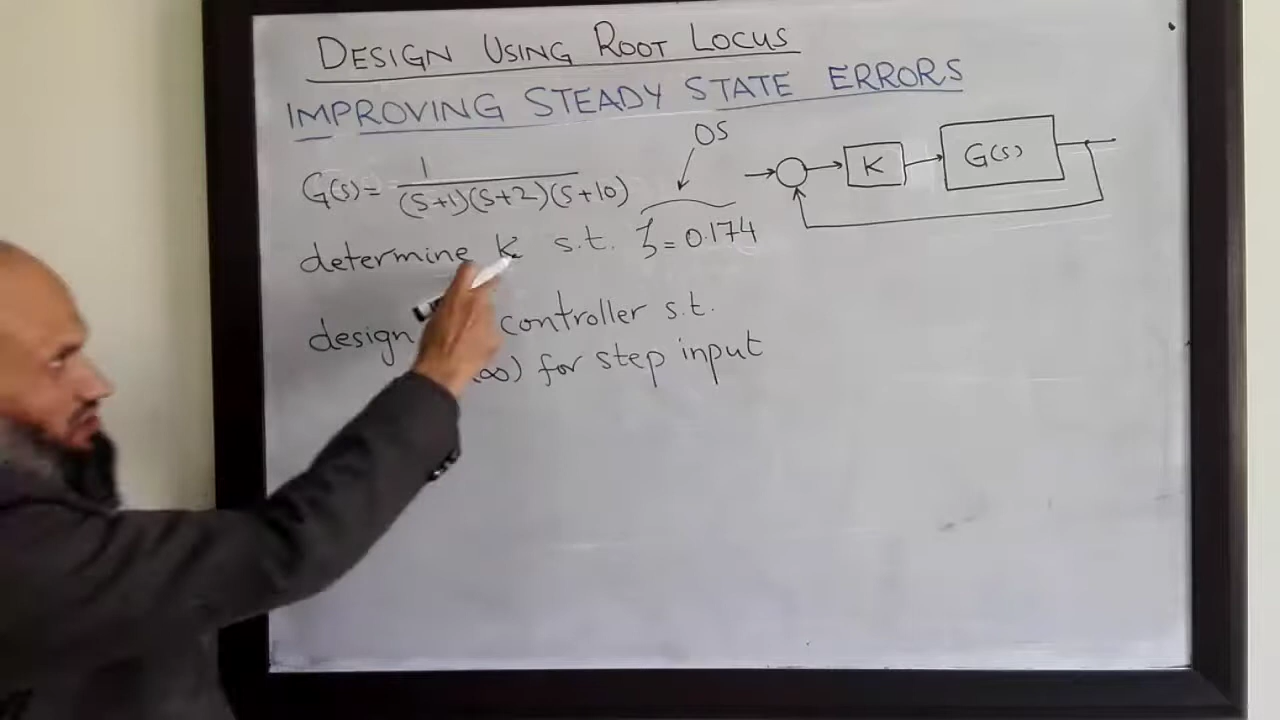 DESIGN USING ROOT LOCUS
IMPROVING STEADY STATE ERRORS
OS
G(s) = 1 / (s+1)(s+2)(s+10)
K
G(s)
determine K s.t. ζ = 0.174
design controller s.t.
(∞) for step input